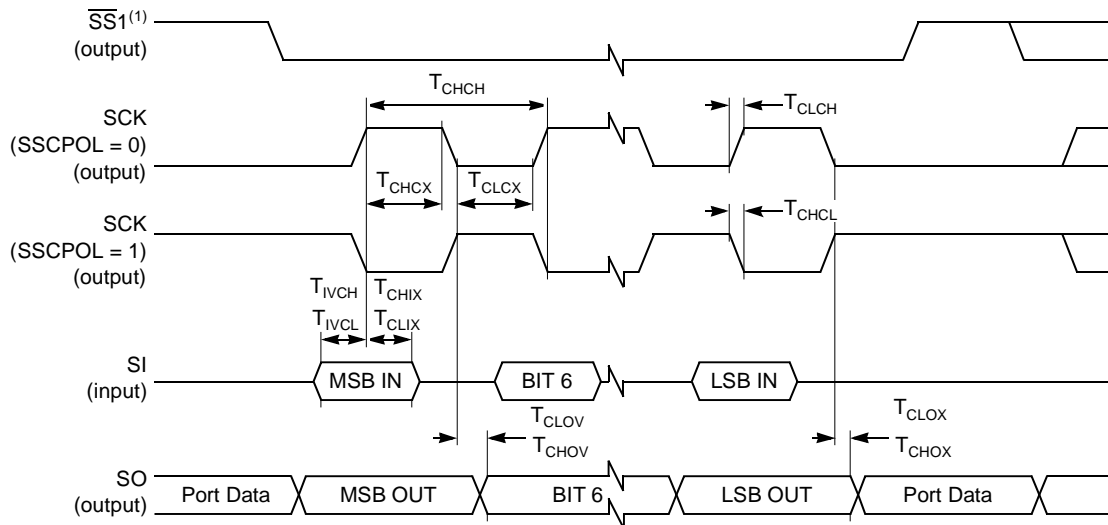 SS1(1)
(output)
TCHCH
TCLCH
SCK
(SSCPOL = 0)
(output)
TCHCX
TCLCX
TCHCL
SCK
(SSCPOL = 1)
(output)
TIVCH
TCHIX
TIVCL
TCLIX
SI
(input)
MSB IN
BIT 6
LSB IN
TCLOV
TCHOV
TCLOX
TCHOX
SO
(output)
Port Data
MSB OUT
BIT 6
LSB OUT
Port Data